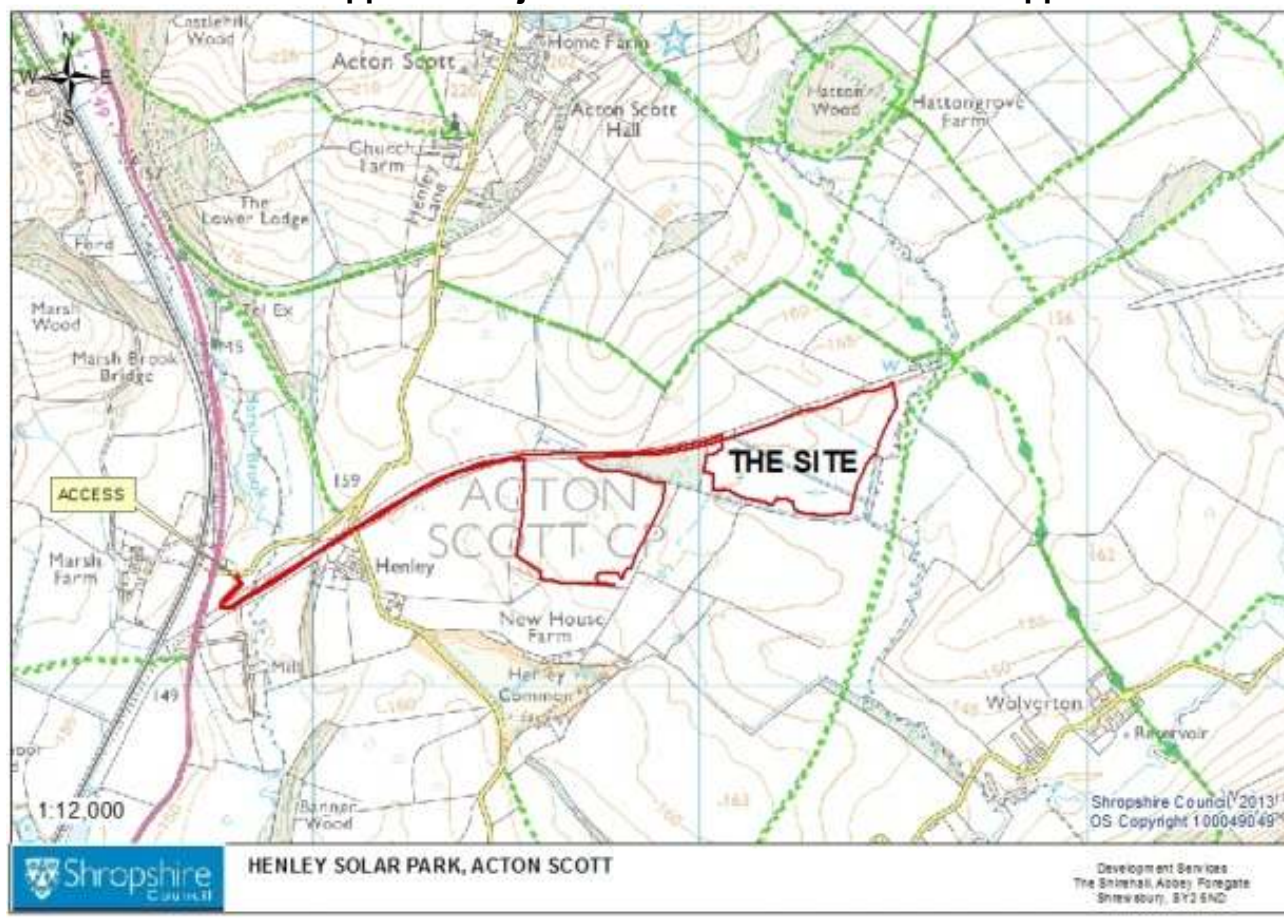 Castlehill
Wood
N
W
E
S
Acton Scott
Home Farm
Acton Scott
Hall
Hatton
Wood
Hattongrove
Farm
Church
Farm
Henley
Lane
The
Lower Lodge
Ford
Marsh
Wood
Tel Ex
Marsh Brook
Bridge
ACCESS
159
ACTON
SCOTT CP
THE SITE
W
156
Marsh
Farm
Henley
New House
Farm
Mill
149
Henley
Common
162
Wolverton
Reservoir
163
Banner
Wood
1:12,000
Shropshire Council 2013
OS Copyright 100049049
Shropshire
Council
HENLEY SOLAR PARK, ACTON SCOTT
Development Services
The Shirehall, Abbey Foregate
Shrewsbury, SY2 6ND